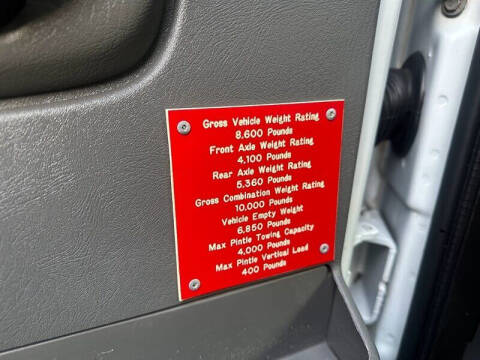 Gross Vehicle Weight Rating
8,600 Pounds
Front Axle Weight Rating
4,100 Pounds
Rear Axle Weight Rating
5,360 Pounds
Gross Combination Weight Rating
10,000 Pounds
Vehicle Empty Weight
6,850 Pounds
Max Pintle Towing Capacity
4,000 Pounds
Max Pintle Vertical Load
400 Pounds